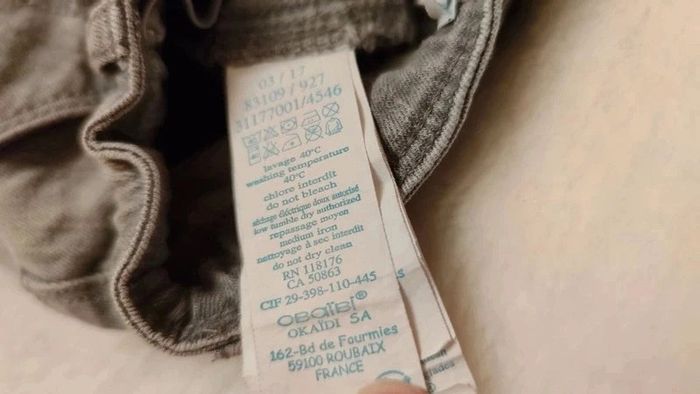 03 / 17
83109 / 927
31177001/4546
lavage 40°C
washing temperature
40°C
chlore interdit
do not bleach
séchage éléctrique doux autorisé
low tumble dry authorized
repassage moyen
medium iron
nettoyage à sec interdit
do not dry clean
RN 118176
CA 50863
CIF 29-398-110-445
OBAïBi®
OKAÏDI SA
162-Bd de Fourmies
59100 ROUBAIX
FRANCE